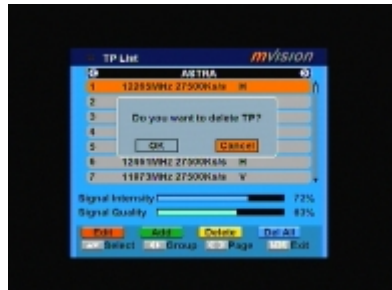 TP List mvision
ASTRA
1 12265MHz 27500Ks/s H
2
3 Do you want to delete TP?
4
5 OK Cancel
6 12461MHz 27500Ks/s H
7 11973MHz 27500Ks/s V
Signal Intensity 72%
Signal Quality 83%
Edit Add Delete Del All
Select Group Page Exit